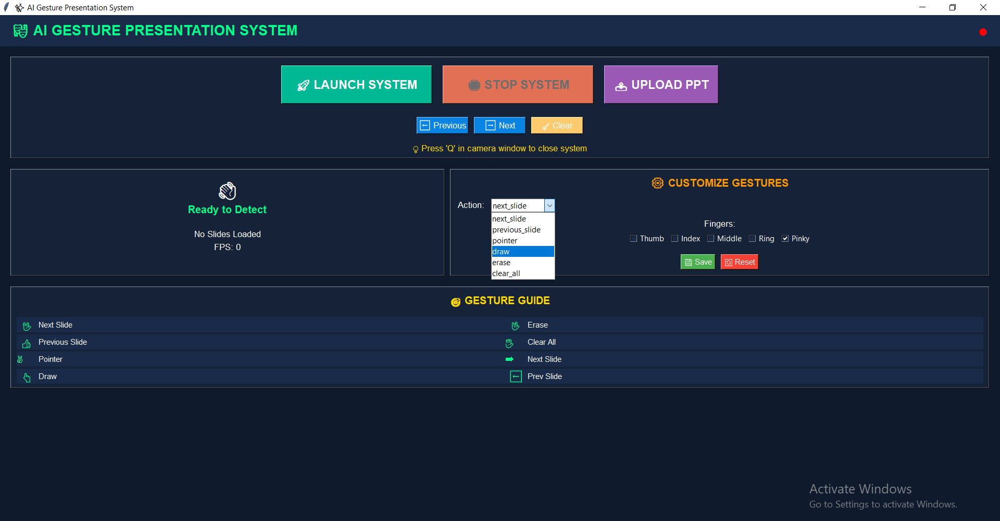 AI Gesture Presentation System
AI GESTURE PRESENTATION SYSTEM
LAUNCH SYSTEM
STOP SYSTEM
UPLOAD PPT
Previous
Next
Clear
Press 'Q' in camera window to close system
Ready to Detect
No Slides Loaded
FPS: 0
CUSTOMIZE GESTURES
Action: next_slide
next_slide
previous_slide
pointer
draw
erase
clear_all
Fingers:
Thumb Index Middle Ring Pinky
Save Reset
GESTURE GUIDE
Next Slide
Erase
Previous Slide
Clear All
Pointer
Next Slide
Draw
Prev Slide
Activate Windows
Go to Settings to activate Windows.